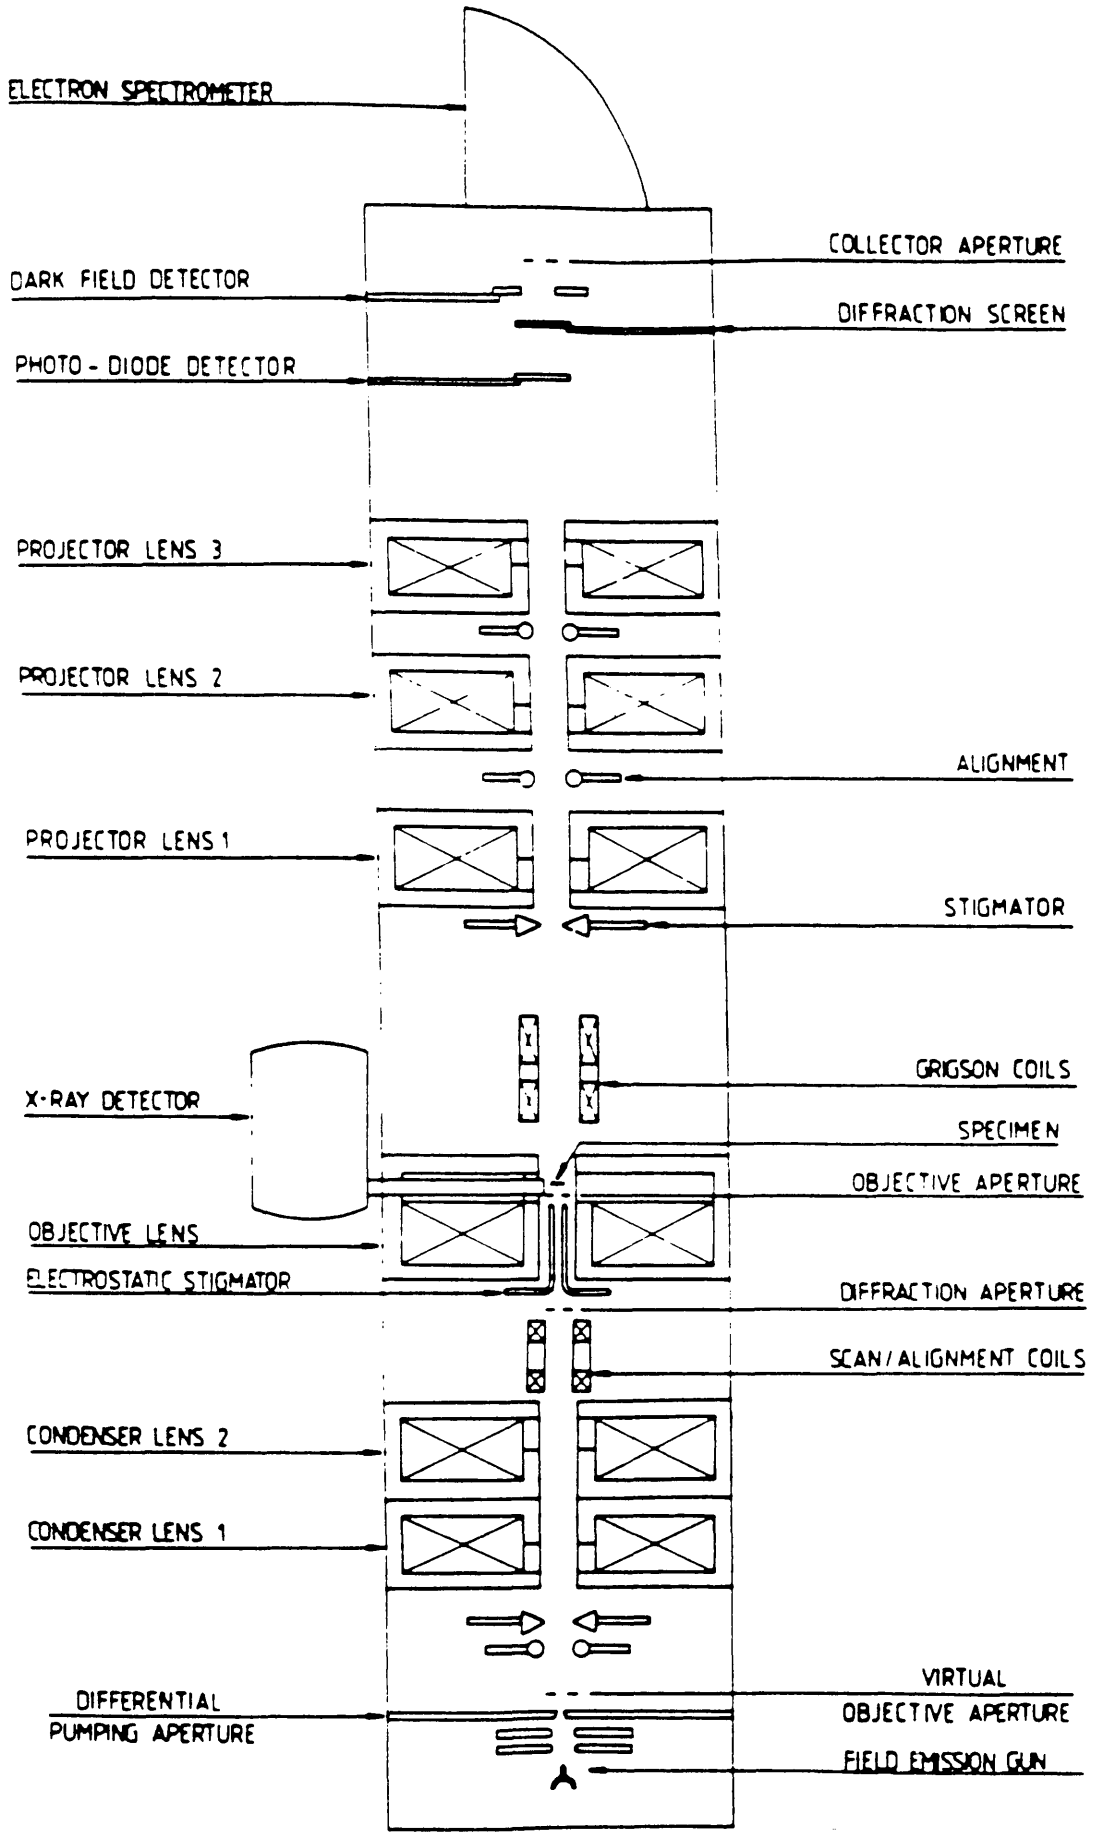 ELECTRON SPECTROMETER
COLLECTOR APERTURE
DARK FIELD DETECTOR
DIFFRACTION SCREEN
PHOTO - DIODE DETECTOR
PROJECTOR LENS 3
PROJECTOR LENS 2
ALIGNMENT
PROJECTOR LENS 1
STIGMATOR
GRIGSON COILS
X-RAY DETECTOR
SPECIMEN
OBJECTIVE APERTURE
OBJECTIVE LENS
ELECTROSTATIC STIGMATOR
DIFFRACTION APERTURE
SCAN/ALIGNMENT COILS
CONDENSER LENS 2
CONDENSER LENS 1
VIRTUAL
OBJECTIVE APERTURE
DIFFERENTIAL
PUMPING APERTURE
FIELD EMISSION GUN